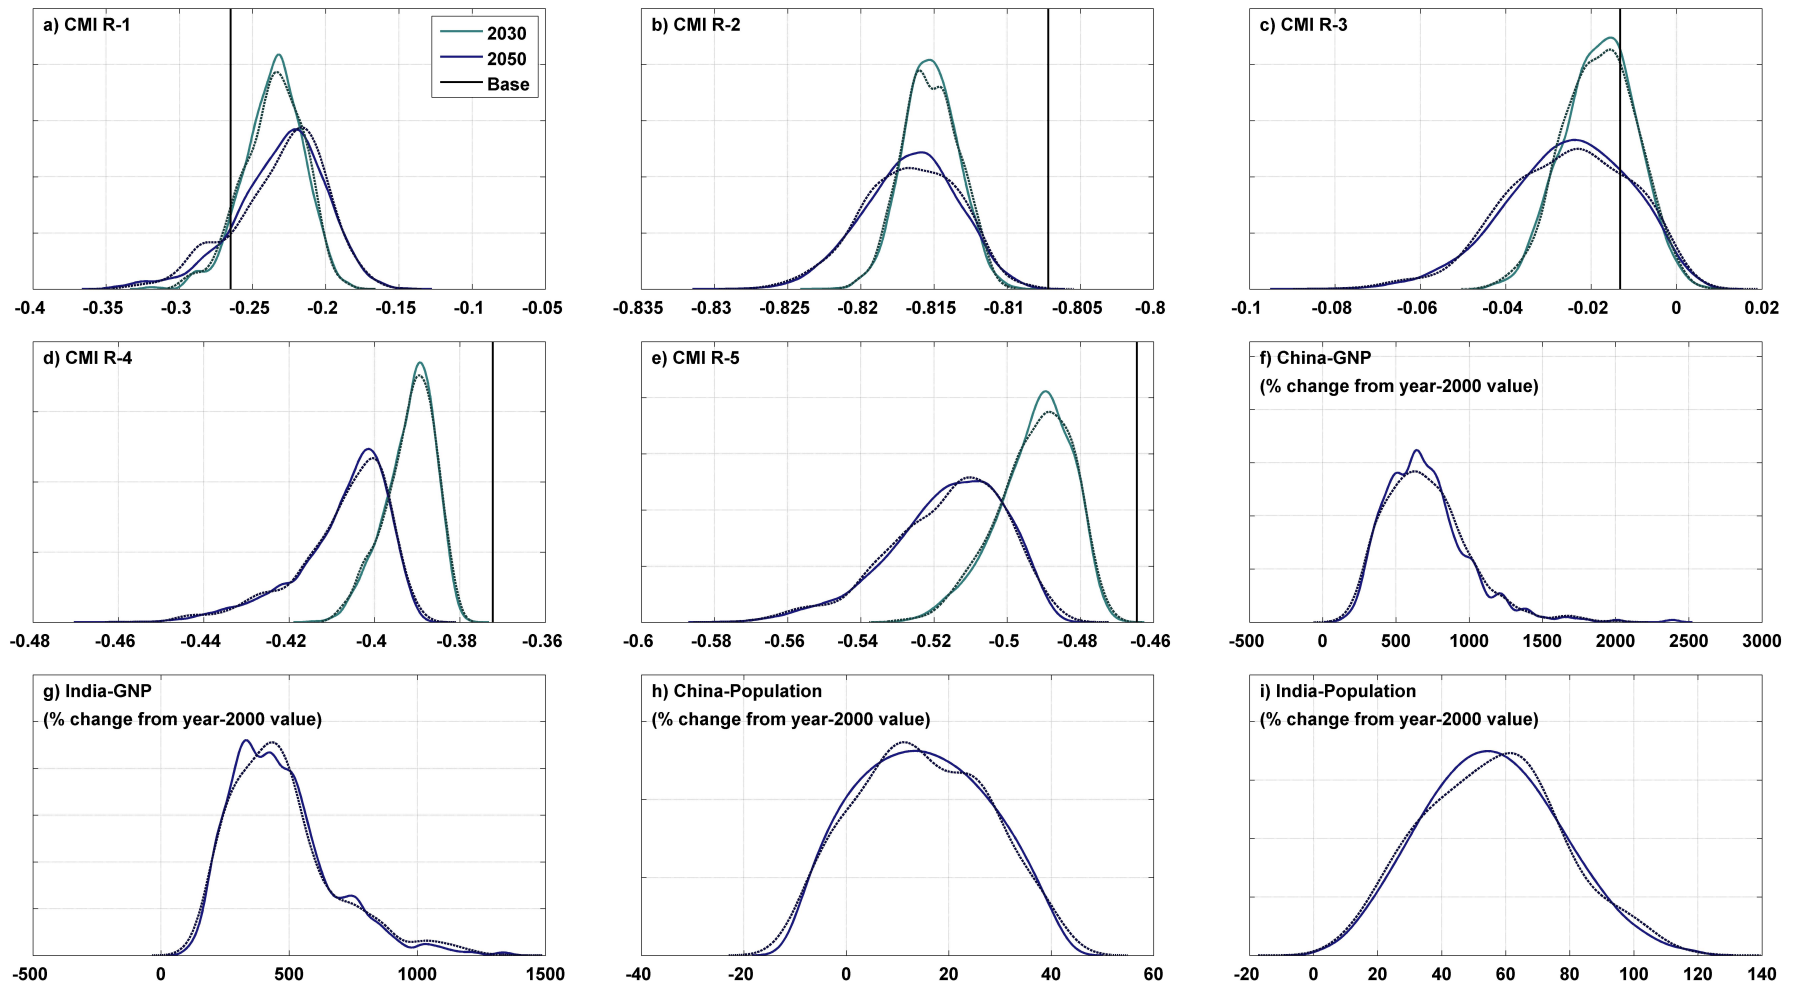 a) CMI R-1
2030
2050
Base
-0.4 -0.35 -0.3 -0.25 -0.2 -0.15 -0.1 -0.05
b) CMI R-2
-0.835 -0.83 -0.825 -0.82 -0.815 -0.81 -0.805 -0.8
c) CMI R-3
-0.1 -0.08 -0.06 -0.04 -0.02 0 0.02
d) CMI R-4
-0.48 -0.46 -0.44 -0.42 -0.4 -0.38 -0.36
e) CMI R-5
-0.6 -0.58 -0.56 -0.54 -0.52 -0.5 -0.48 -0.46
f) China-GNP
(% change from year-2000 value)
-500 0 500 1000 1500 2000 2500 3000
g) India-GNP
(% change from year-2000 value)
-500 0 500 1000 1500
h) China-Population
(% change from year-2000 value)
-40 -20 0 20 40 60
i) India-Population
(% change from year-2000 value)
-20 0 20 40 60 80 100 120 140